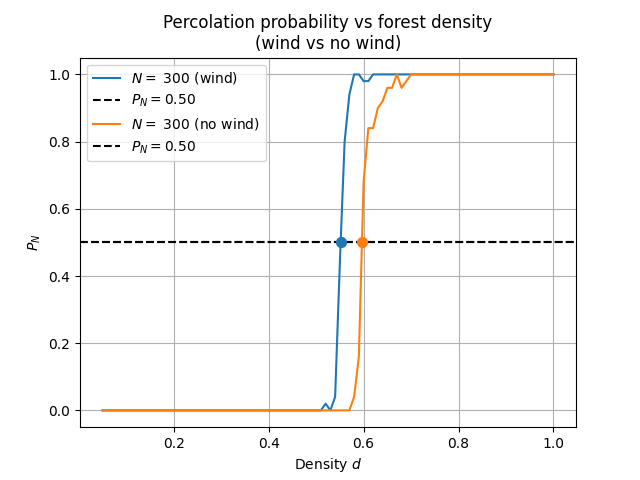 Percolation probability vs forest density
(wind vs no wind)
N = 300 (wind)
P_N = 0.50
N = 300 (no wind)
P_N = 0.50
1.0
0.8
0.6
0.4
0.2
0.0
P_N
0.2 0.4 0.6 0.8 1.0
Density d